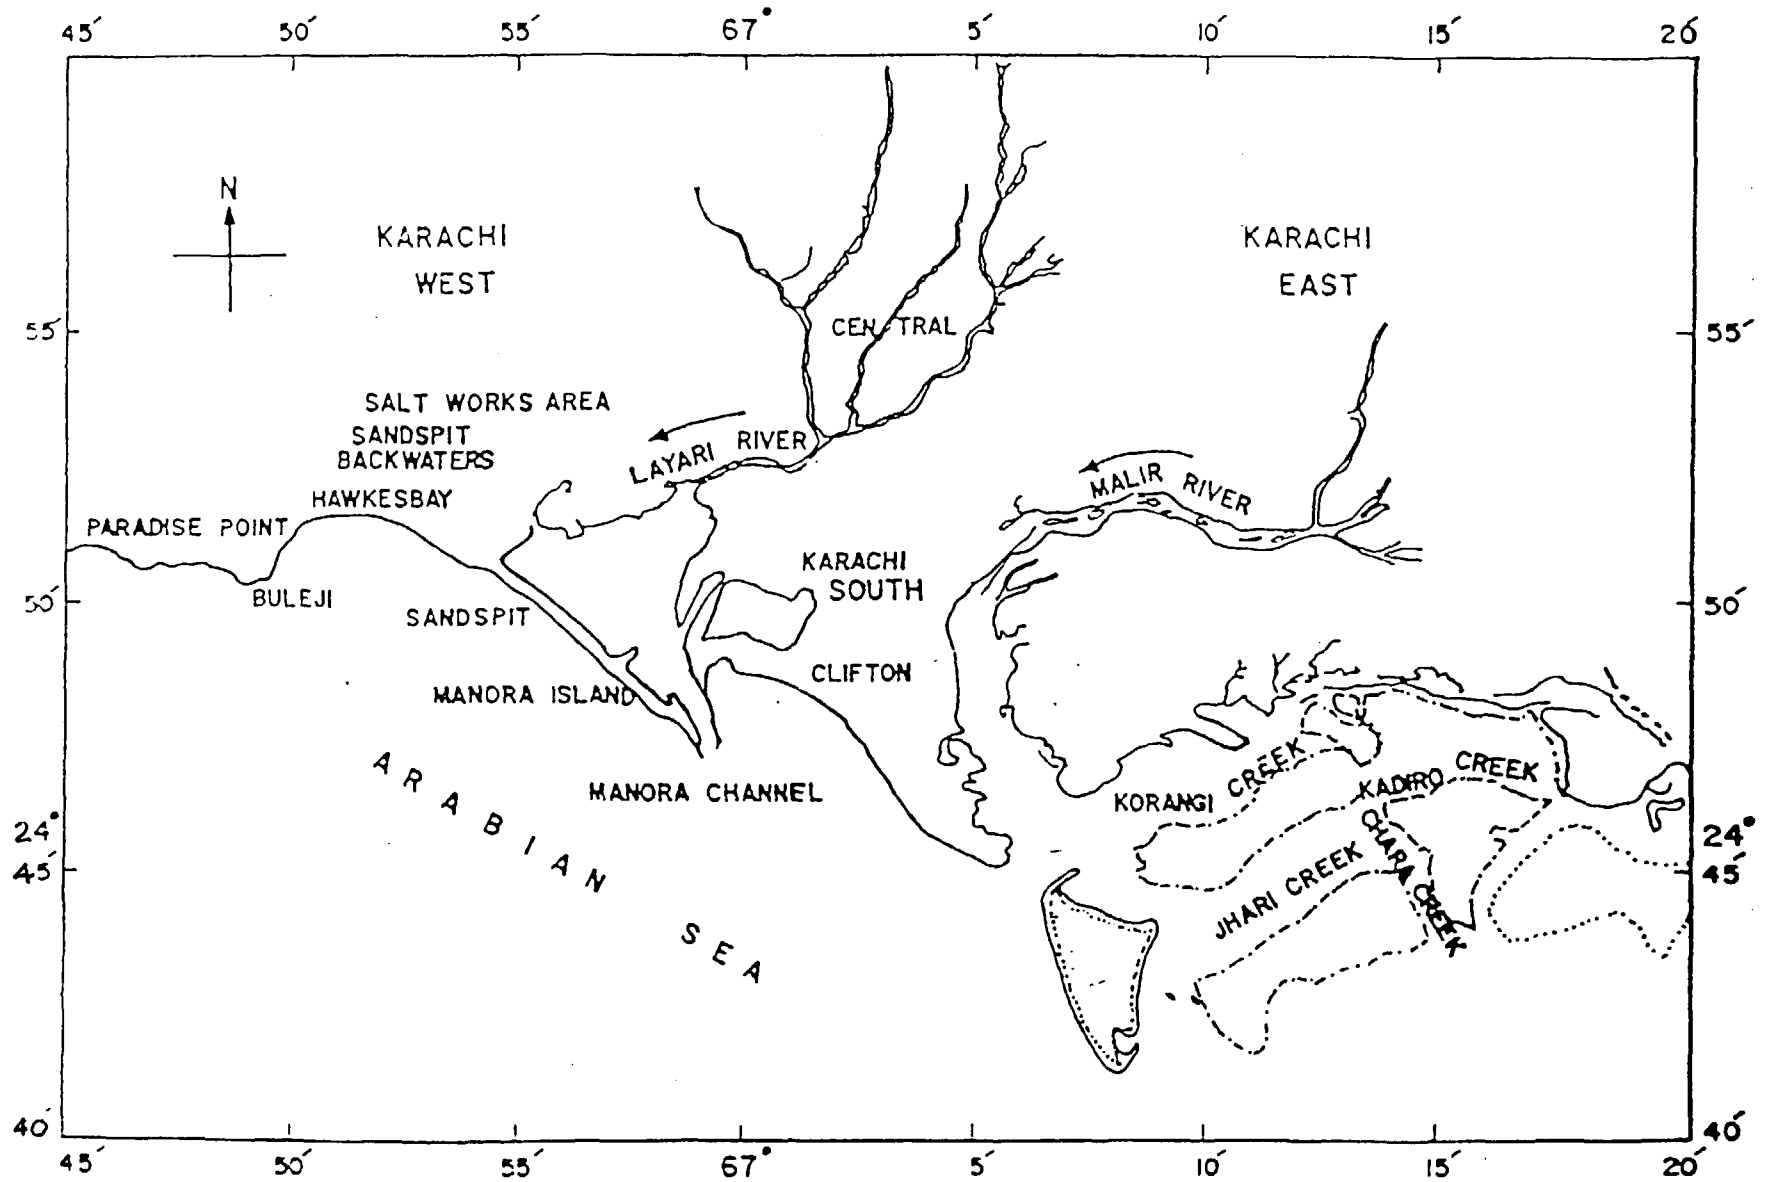 45′ 50′ 55′ 67° 5′ 10′ 15′ 20′
N
KARACHI
WEST
KARACHI
EAST
55′
CENTRAL
55′
SALT WORKS AREA
SANDSPIT
BACKWATERS
LAYARI RIVER
HAWKESBAY
MALIR RIVER
PARADISE POINT
KARACHI
SOUTH
BULEJI
50′
50′
SANDSPIT
CLIFTON
MANORA ISLAND
MANORA CHANNEL
KORANGI CREEK
KADIRO CREEK
ARABIAN SEA
24°
45′
24°
45′
JHARI CREEK
CHARA CREEK
40′
40′
45′ 50′ 55′ 67° 5′ 10′ 15′ 20′